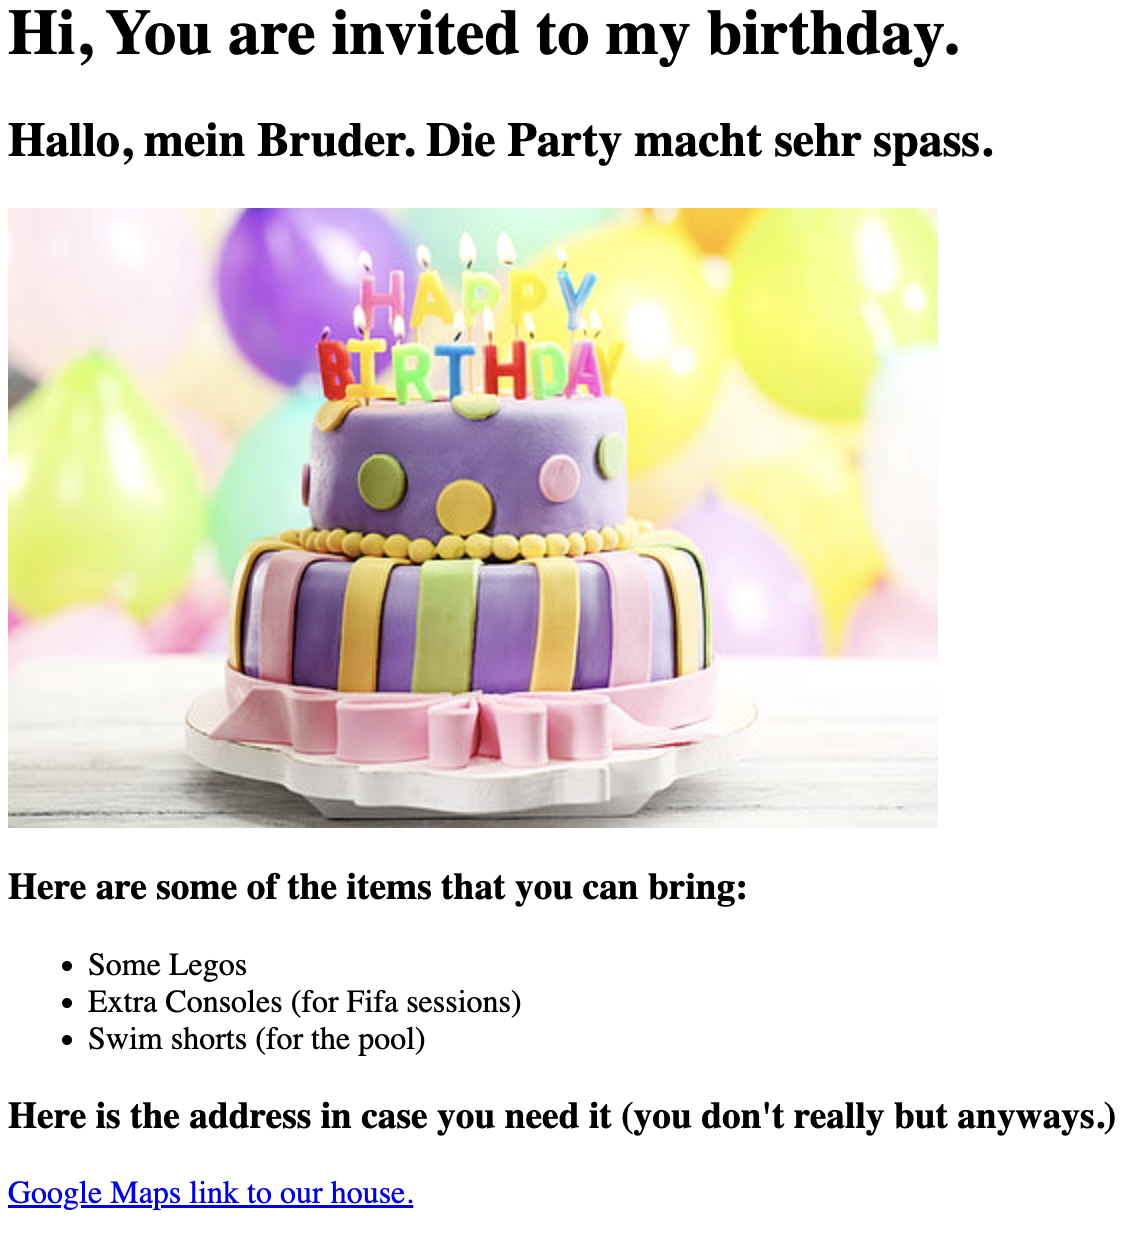 Hi, You are invited to my birthday.
Hallo, mein Bruder. Die Party macht sehr spass.
HAPPY
BIRTHDAY
Here are some of the items that you can bring:
Some Legos
Extra Consoles (for Fifa sessions)
Swim shorts (for the pool)
Here is the address in case you need it (you don't really but anyways.)
Google Maps link to our house.